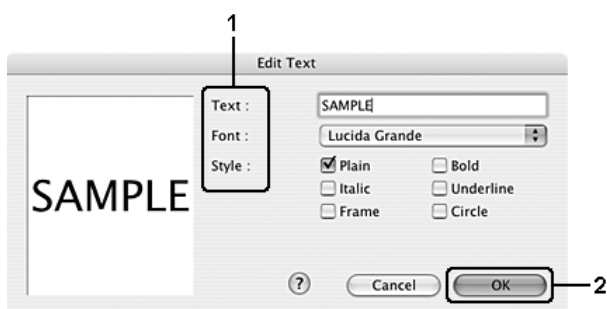 1
Edit Text
Text :
SAMPLE
Font :
Lucida Grande
Style :
Plain
Bold
SAMPLE
Italic
Underline
Frame
Circle
?
Cancel
OK
2